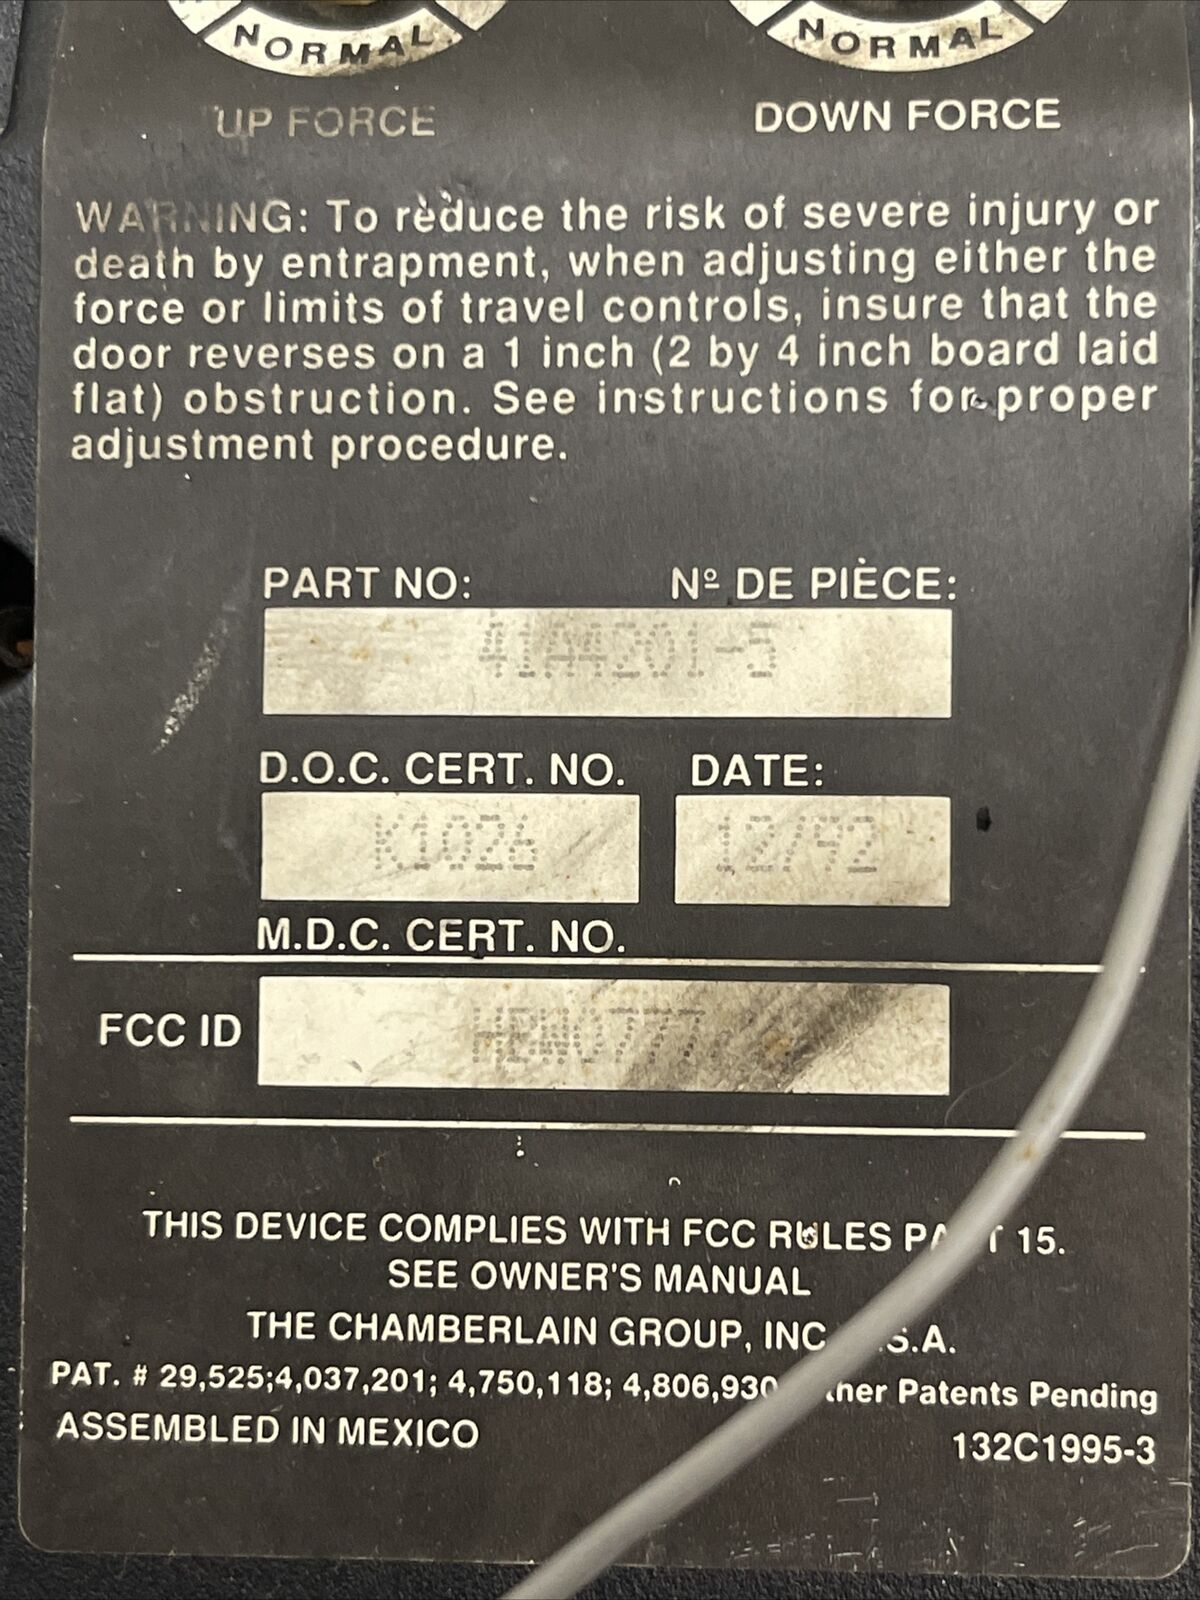 NORMAL NORMAL
UP FORCE DOWN FORCE
WARNING: To reduce the risk of severe injury or
death by entrapment, when adjusting either the
force or limits of travel controls, insure that the
door reverses on a 1 inch (2 by 4 inch board laid
flat) obstruction. See instructions for proper
adjustment procedure.
PART NO: Nº DE PIÈCE:
41A4201-5
D.O.C. CERT. NO. DATE:
K1026 12/92
M.D.C. CERT. NO.
FCC ID HBW0777
THIS DEVICE COMPLIES WITH FCC RULES PART 15.
SEE OWNER'S MANUAL
THE CHAMBERLAIN GROUP, INC .S.A.
PAT. # 29,525;4,037,201; 4,750,118; 4,806,930 Other Patents Pending
ASSEMBLED IN MEXICO 132C1995-3